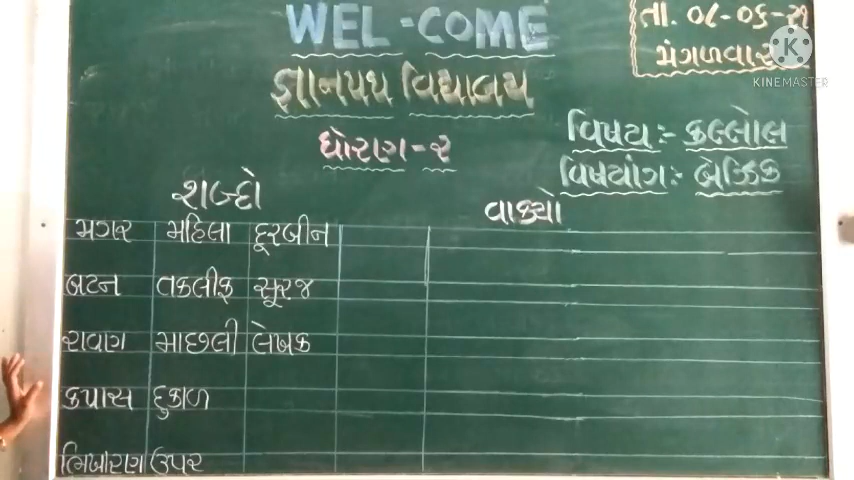 WEL-COME
તા. ૦૮-૦૬-૨૧
મંગળવાર
KINEMASTER
જ્ઞાનપથ વિદ્યાલય
ધોરણ-૨
વિષય:- કલ્લોલ
વિષયાંગ:- બેઝિક
શબ્દો
વાક્યો
મગર મહિલા દૂરબીન
બટન તકલીફ સૂરજ
રાવણ માછલી લેખક
કપાસ દુકાળ
ભિખારણ ઉપર